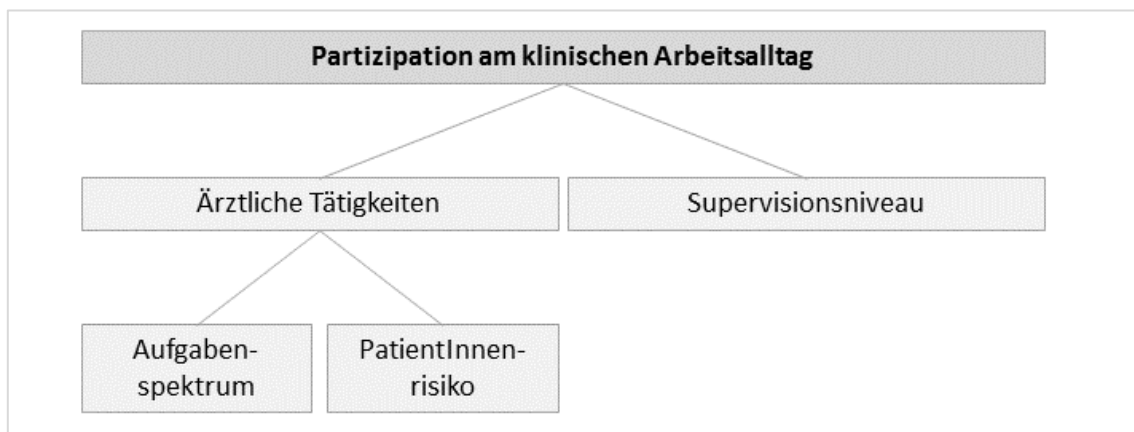 Partizipation am klinischen Arbeitsalltag
Ärztliche Tätigkeiten
Supervisionsniveau
Aufgaben-
spektrum
PatientInnen-
risiko